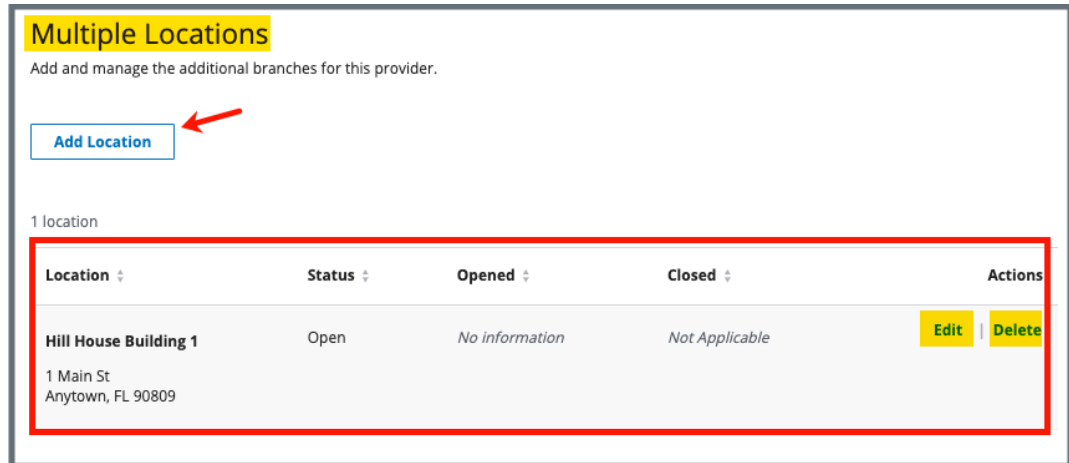 Multiple Locations
Add and manage the additional branches for this provider.
Add Location
1 location
Location Status Opened Closed Actions
Hill House Building 1 Open No information Not Applicable Edit | Delete
1 Main St
Anytown, FL 90809